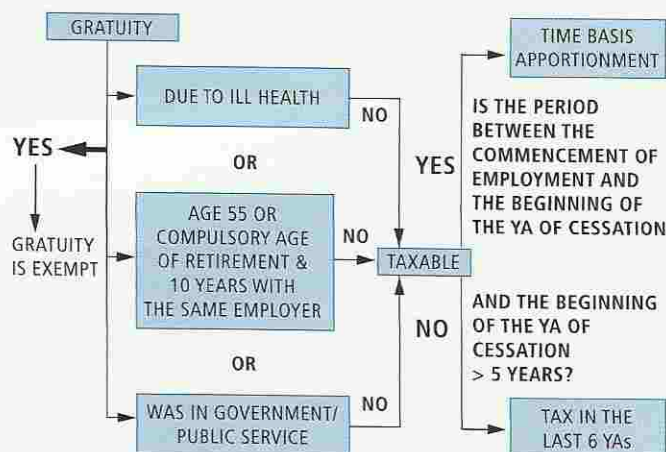 GRATUITY
DUE TO ILL HEALTH
NO
YES
OR
GRATUITY
IS EXEMPT
AGE 55 OR
COMPULSORY AGE
OF RETIREMENT &
10 YEARS WITH
THE SAME EMPLOYER
NO
OR
WAS IN GOVERNMENT/
PUBLIC SERVICE
NO
TAXABLE
YES
NO
TIME BASIS
APPORTIONMENT
IS THE PERIOD
BETWEEN THE
COMMENCEMENT OF
EMPLOYMENT AND
THE BEGINNING OF
THE YA OF CESSATION
AND THE BEGINNING
OF THE YA OF
CESSATION
> 5 YEARS?
TAX IN THE
LAST 6 YAs